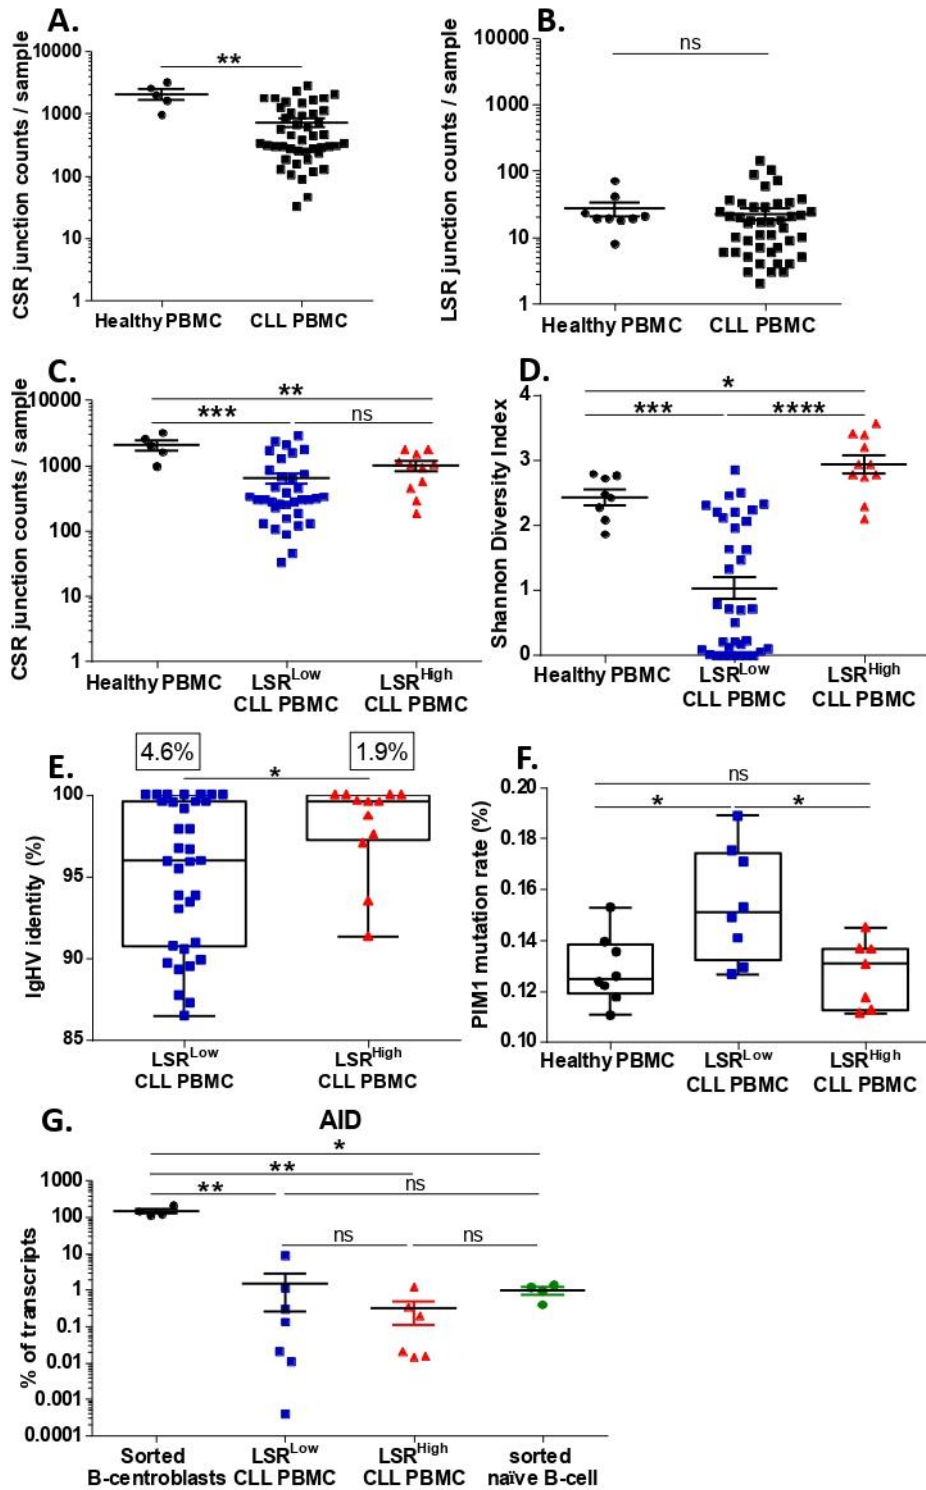 A.
CSR junction counts / sample
10000
1000
100
10
1
**
Healthy PBMC
CLL PBMC
B.
LSR junction counts / sample
10000
1000
100
10
1
ns
Healthy PBMC
CLL PBMC
C.
CSR junction counts / sample
10000
1000
100
10
1
**
***
ns
Healthy PBMC
LSRLow
CLL PBMC
LSRHigh
CLL PBMC
D.
Shannon Diversity Index
4
3
2
1
0
*
***
****
Healthy PBMC
LSRLow
CLL PBMC
LSRHigh
CLL PBMC
E.
IgHV identity (%)
100
95
90
85
4.6%
1.9%
*
LSRLow
CLL PBMC
LSRHigh
CLL PBMC
F.
PIM1 mutation rate (%)
0.20
0.18
0.16
0.14
0.12
0.10
ns
*
*
Healthy PBMC
LSRLow
CLL PBMC
LSRHigh
CLL PBMC
G.
AID
% of transcripts
1000
100
10
1
0.1
0.01
0.001
0.0001
*
**
**
ns
ns
ns
Sorted
B-centroblasts
LSRLow
CLL PBMC
LSRHigh
CLL PBMC
sorted
naïve B-cell